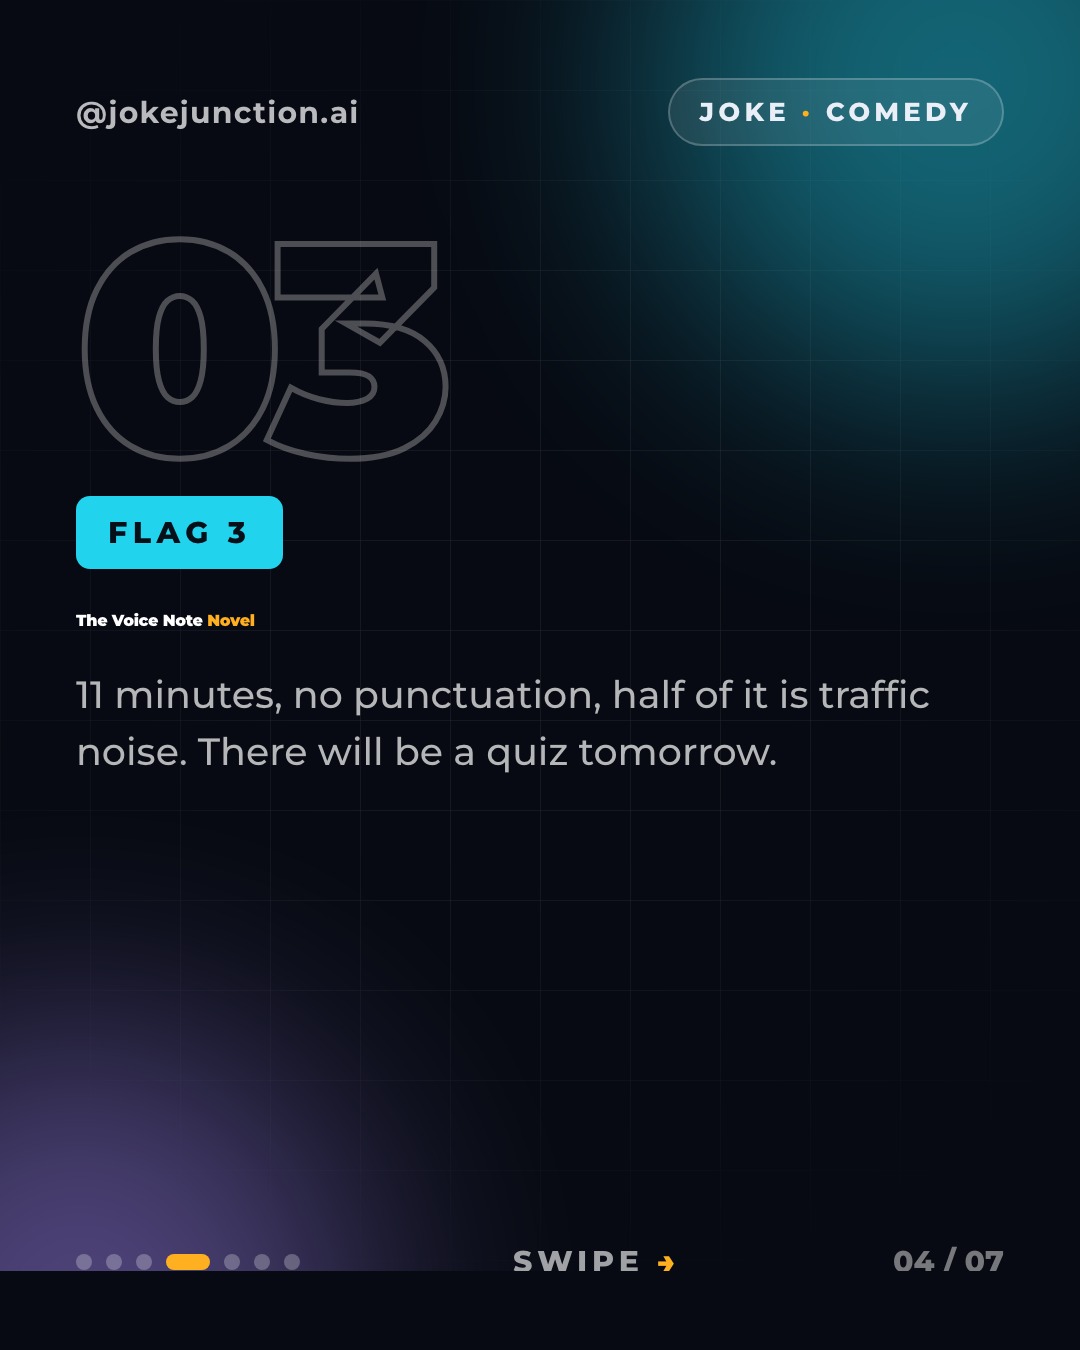 @jokejunction.ai
JOKE · COMEDY
03
FLAG 3
The Voice Note Novel
11 minutes, no punctuation, half of it is traffic
noise. There will be a quiz tomorrow.
SWIPE ➔
04 / 07